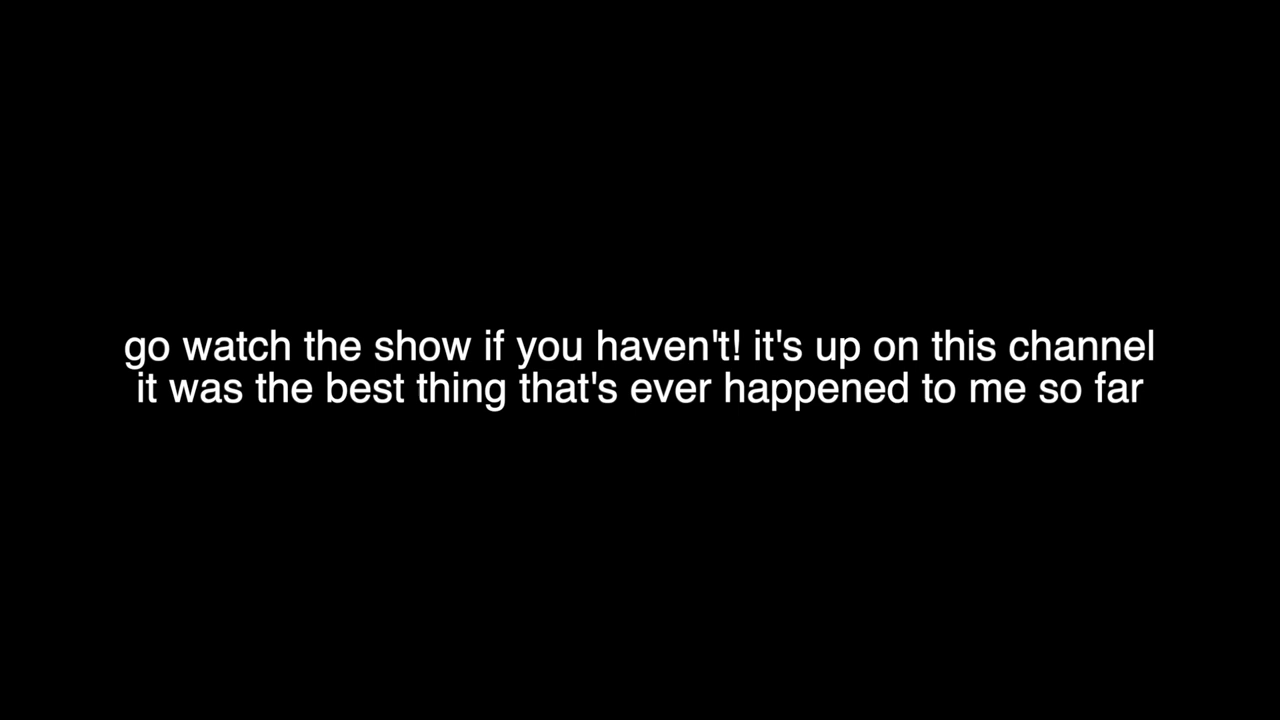 go watch the show if you haven't! it's up on this channel
it was the best thing that's ever happened to me so far